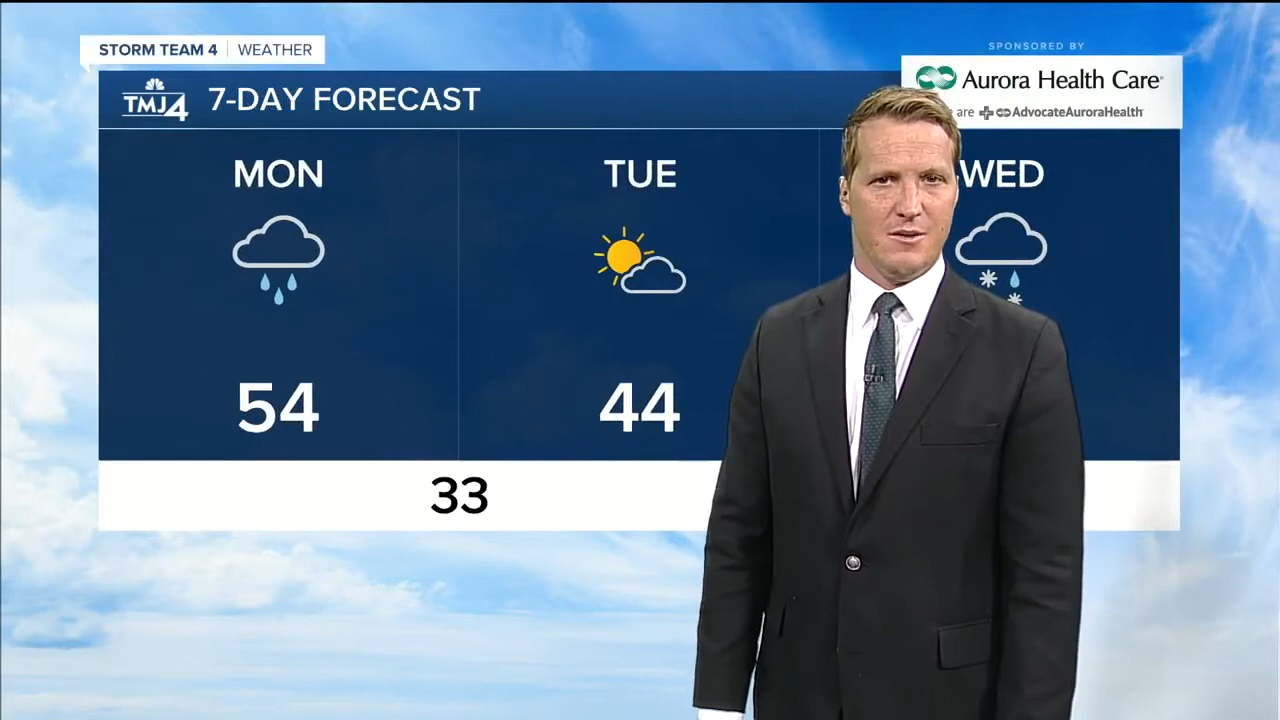 STORM TEAM 4 | WEATHER
SPONSORED BY
Aurora Health Care®
are AdvocateAuroraHealth
TMJ4 7-DAY FORECAST
MON TUE WED
54 44
33